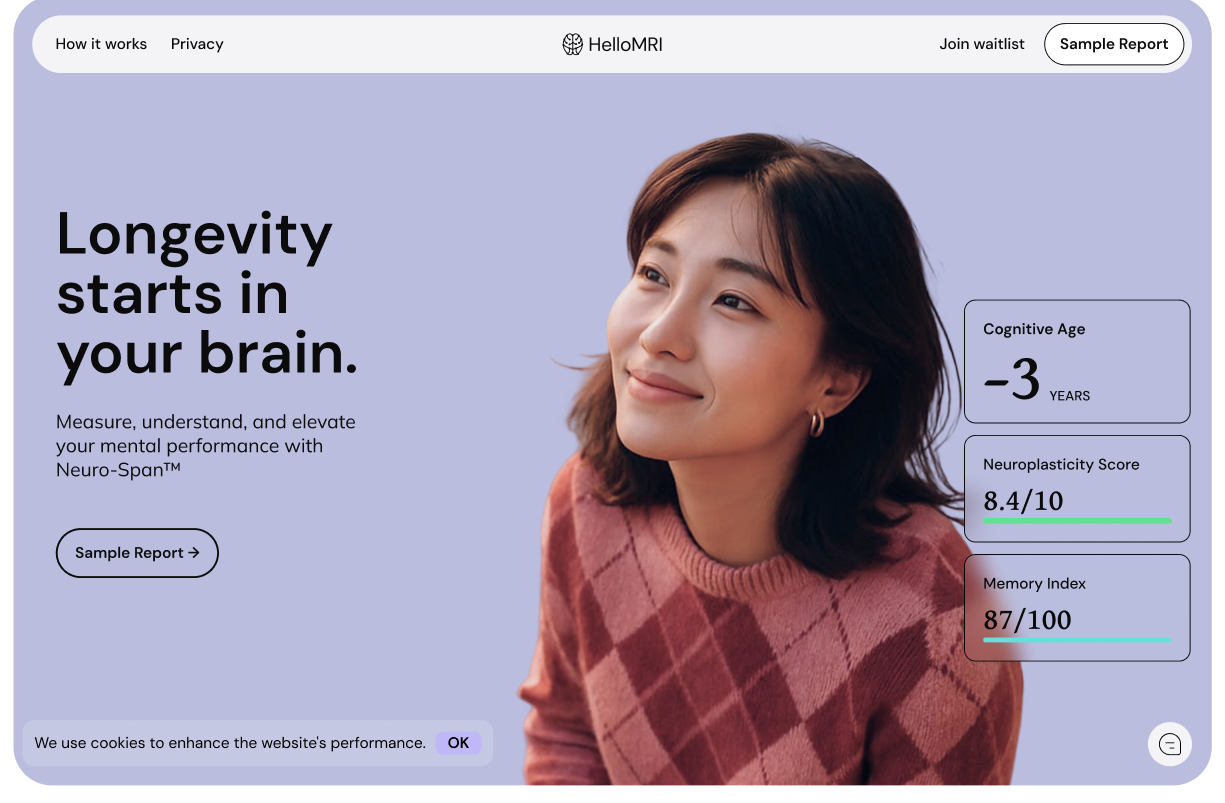 How it works
Privacy
HelloMRI
Join waitlist
Sample Report
Longevity
starts in
your brain.
Measure, understand, and elevate
your mental performance with
Neuro-Span™
Sample Report →
Cognitive Age
-3 YEARS
Neuroplasticity Score
8.4/10
Memory Index
87/100
We use cookies to enhance the website's performance.
OK